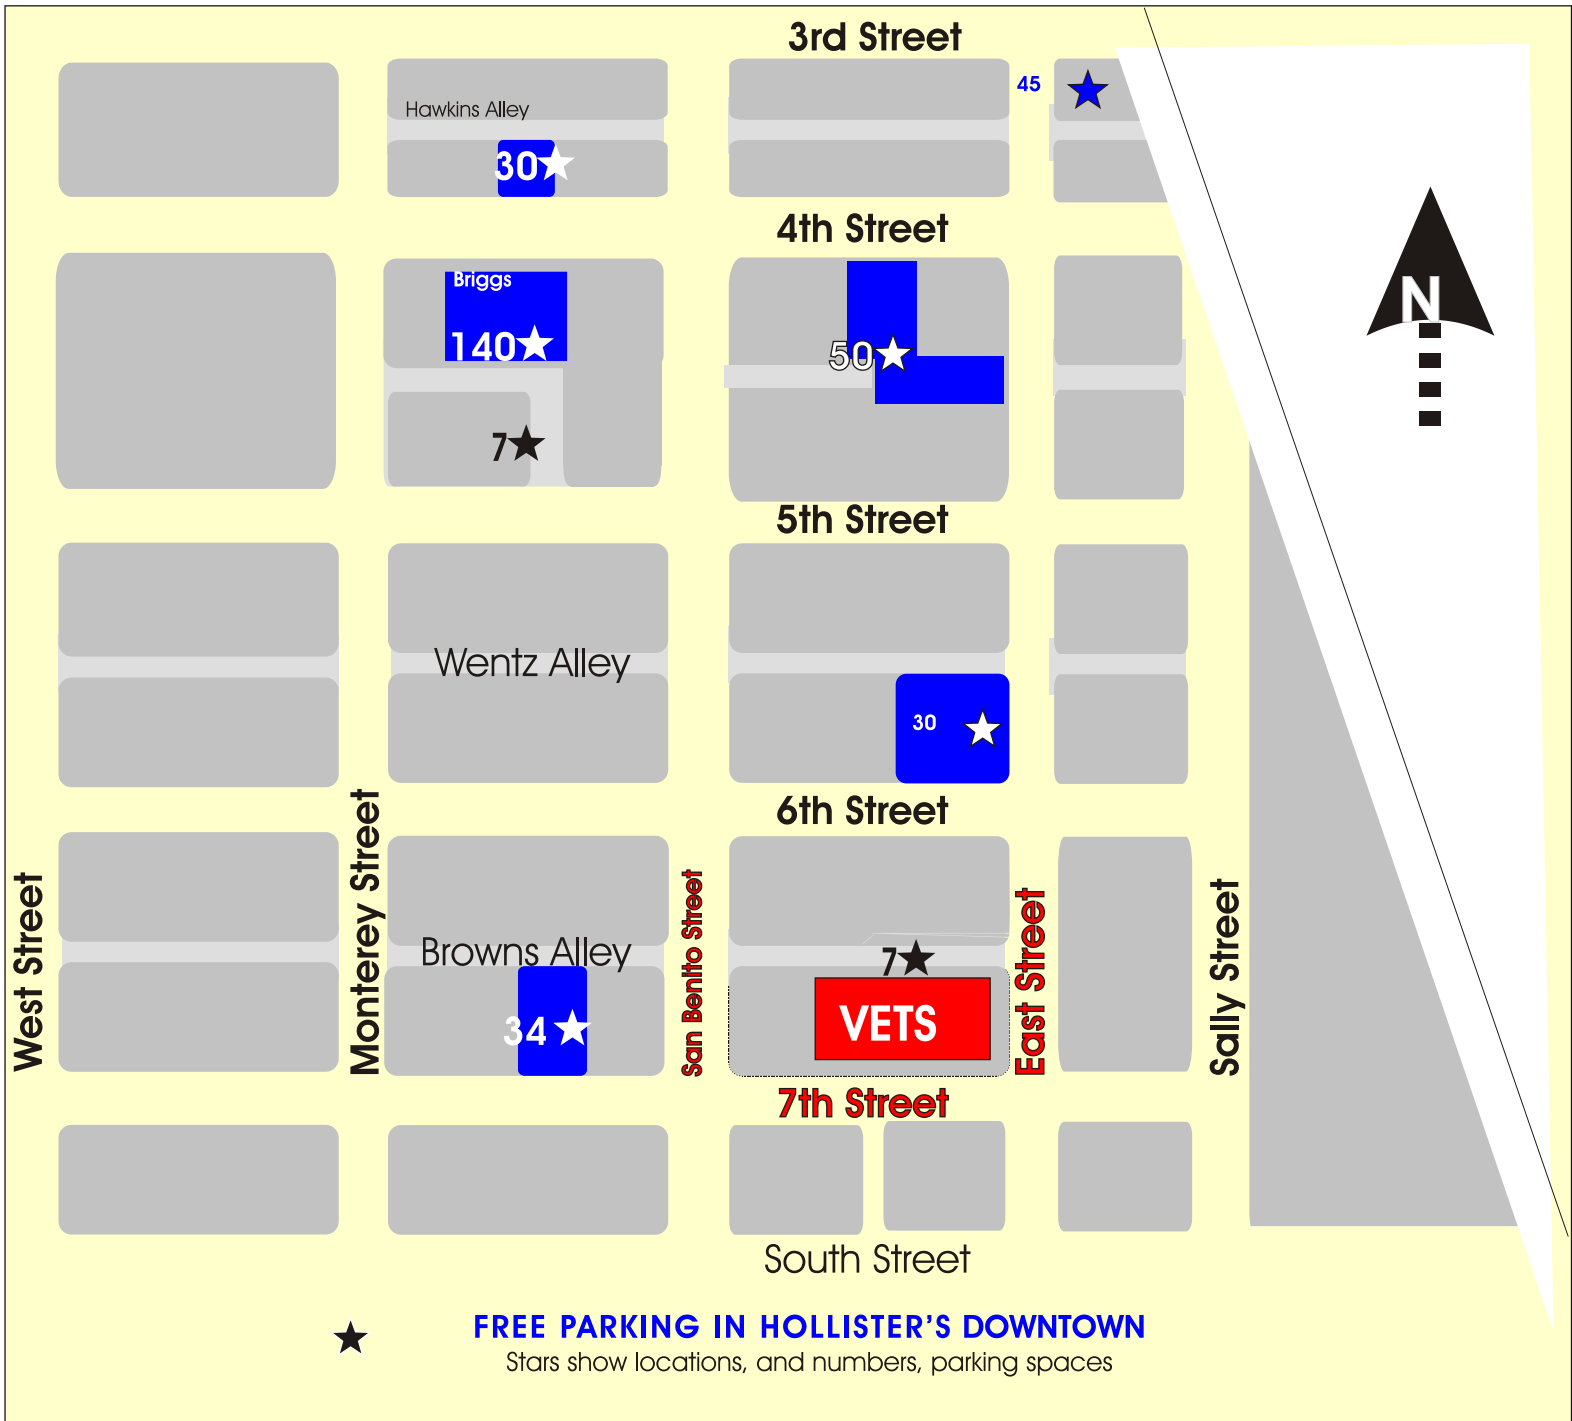 3rd Street
45
Hawkins Alley
30
4th Street
Briggs
140
50
N
7
5th Street
Wentz Alley
30
6th Street
West Street
Monterey Street
San Benito Street
East Street
Sally Street
Browns Alley
7
34
VETS
7th Street
South Street
FREE PARKING IN HOLLISTER'S DOWNTOWN
Stars show locations, and numbers, parking spaces